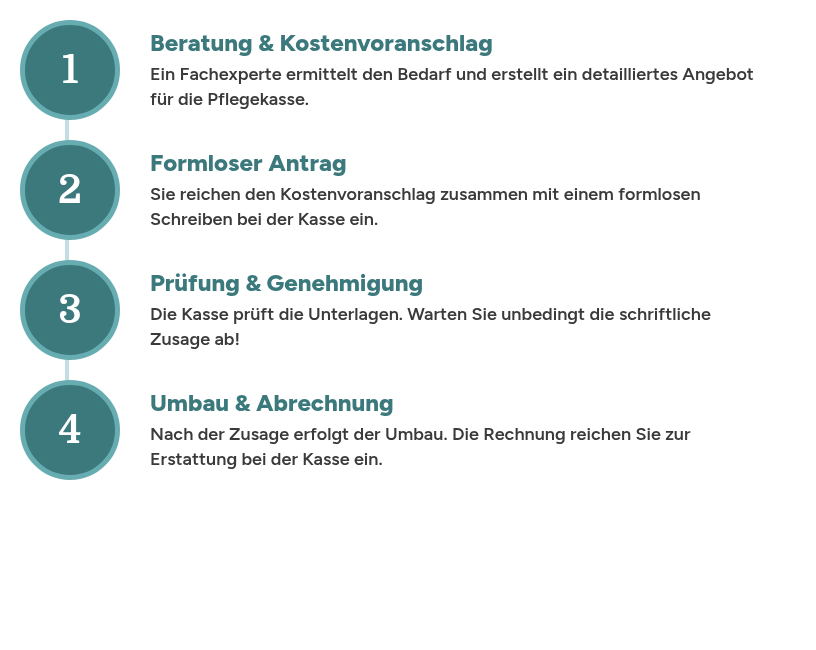 1
Beratung & Kostenvoranschlag
Ein Fachexperte ermittelt den Bedarf und erstellt ein detailliertes Angebot
für die Pflegekasse.
2
Formloser Antrag
Sie reichen den Kostenvoranschlag zusammen mit einem formlosen
Schreiben bei der Kasse ein.
3
Prüfung & Genehmigung
Die Kasse prüft die Unterlagen. Warten Sie unbedingt die schriftliche
Zusage ab!
4
Umbau & Abrechnung
Nach der Zusage erfolgt der Umbau. Die Rechnung reichen Sie zur
Erstattung bei der Kasse ein.